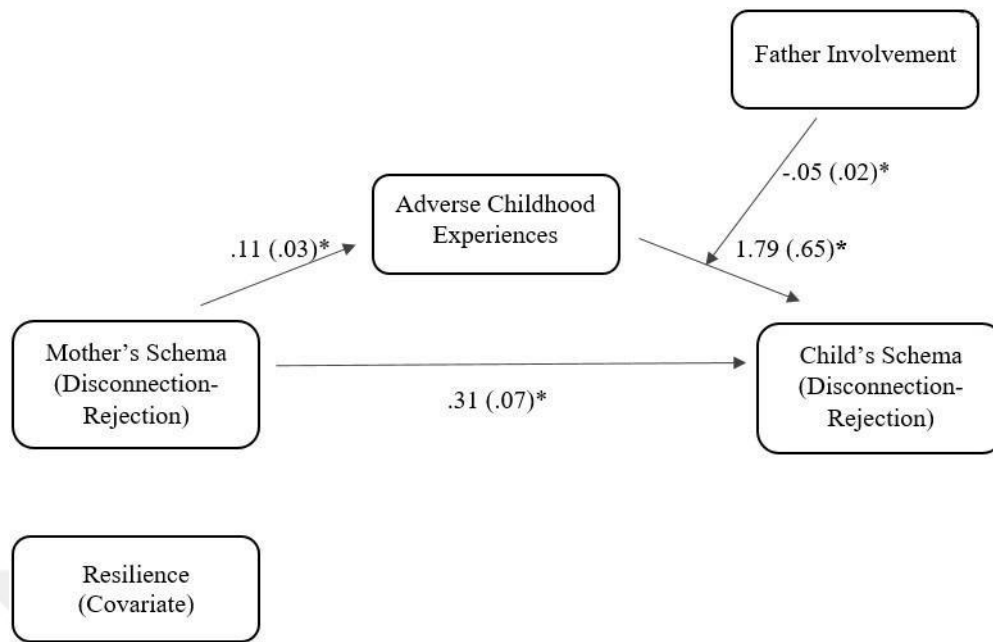 Father Involvement
-.05 (.02)*
Adverse Childhood
Experiences
.11 (.03)*
1.79 (.65)*
Mother’s Schema
(Disconnection-
Rejection)
Child’s Schema
(Disconnection-
Rejection)
.31 (.07)*
Resilience
(Covariate)